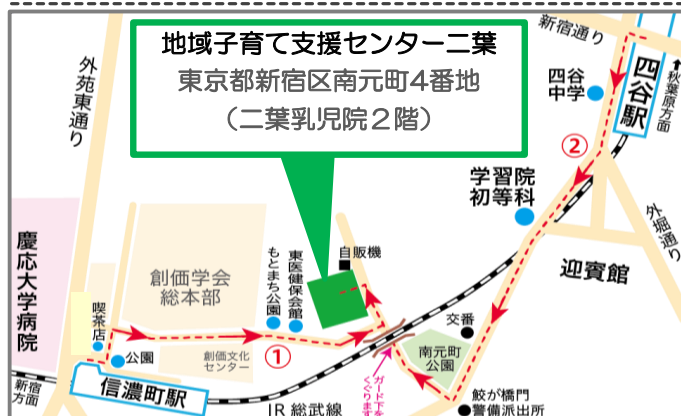 地域子育て支援センター二葉
東京都新宿区南元町4番地
（二葉乳児院２階）
新宿通り
四谷駅
↑秋葉原方面
四谷
中学
②
外苑東通り
学習院
初等科
外堀通り
迎賓館
慶応大学病院
創価学会
総本部
もとまち公園
東医健保会館
自販機
喫茶店
公園
創価文化
センター
①
交番
南元町
公園
ガード下を
くぐります
新宿
方面
信濃町駅
JR 総武線
鮫が橋門
警備派出所